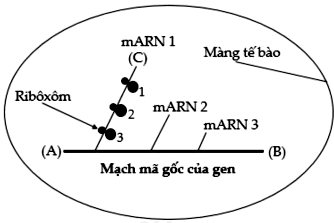 mARN 1
(C)
Màng tế bào
Ribôxôm
1
2
3
mARN 2
mARN 3
(A)
(B)
Mạch mã gốc của gen